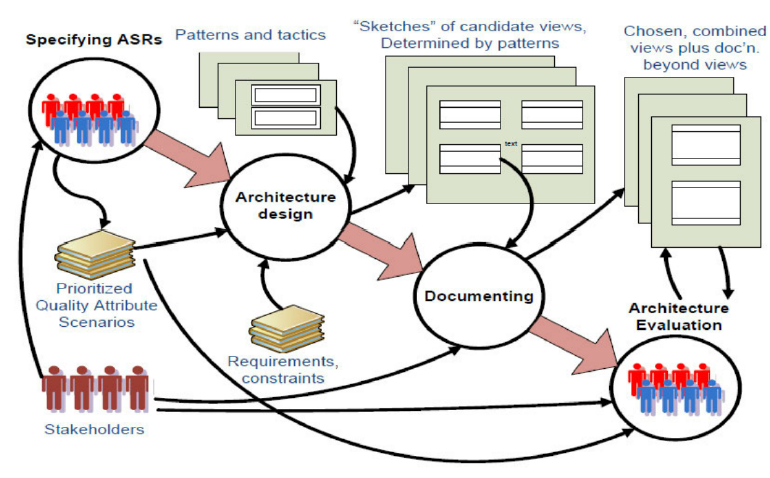 Specifying ASRs
Patterns and tactics
“Sketches” of candidate views,
Determined by patterns
Chosen, combined
views plus doc’n.
beyond views
text
Architecture
design
Prioritized
Quality Attribute
Scenarios
Documenting
Requirements,
constraints
Architecture
Evaluation
Stakeholders